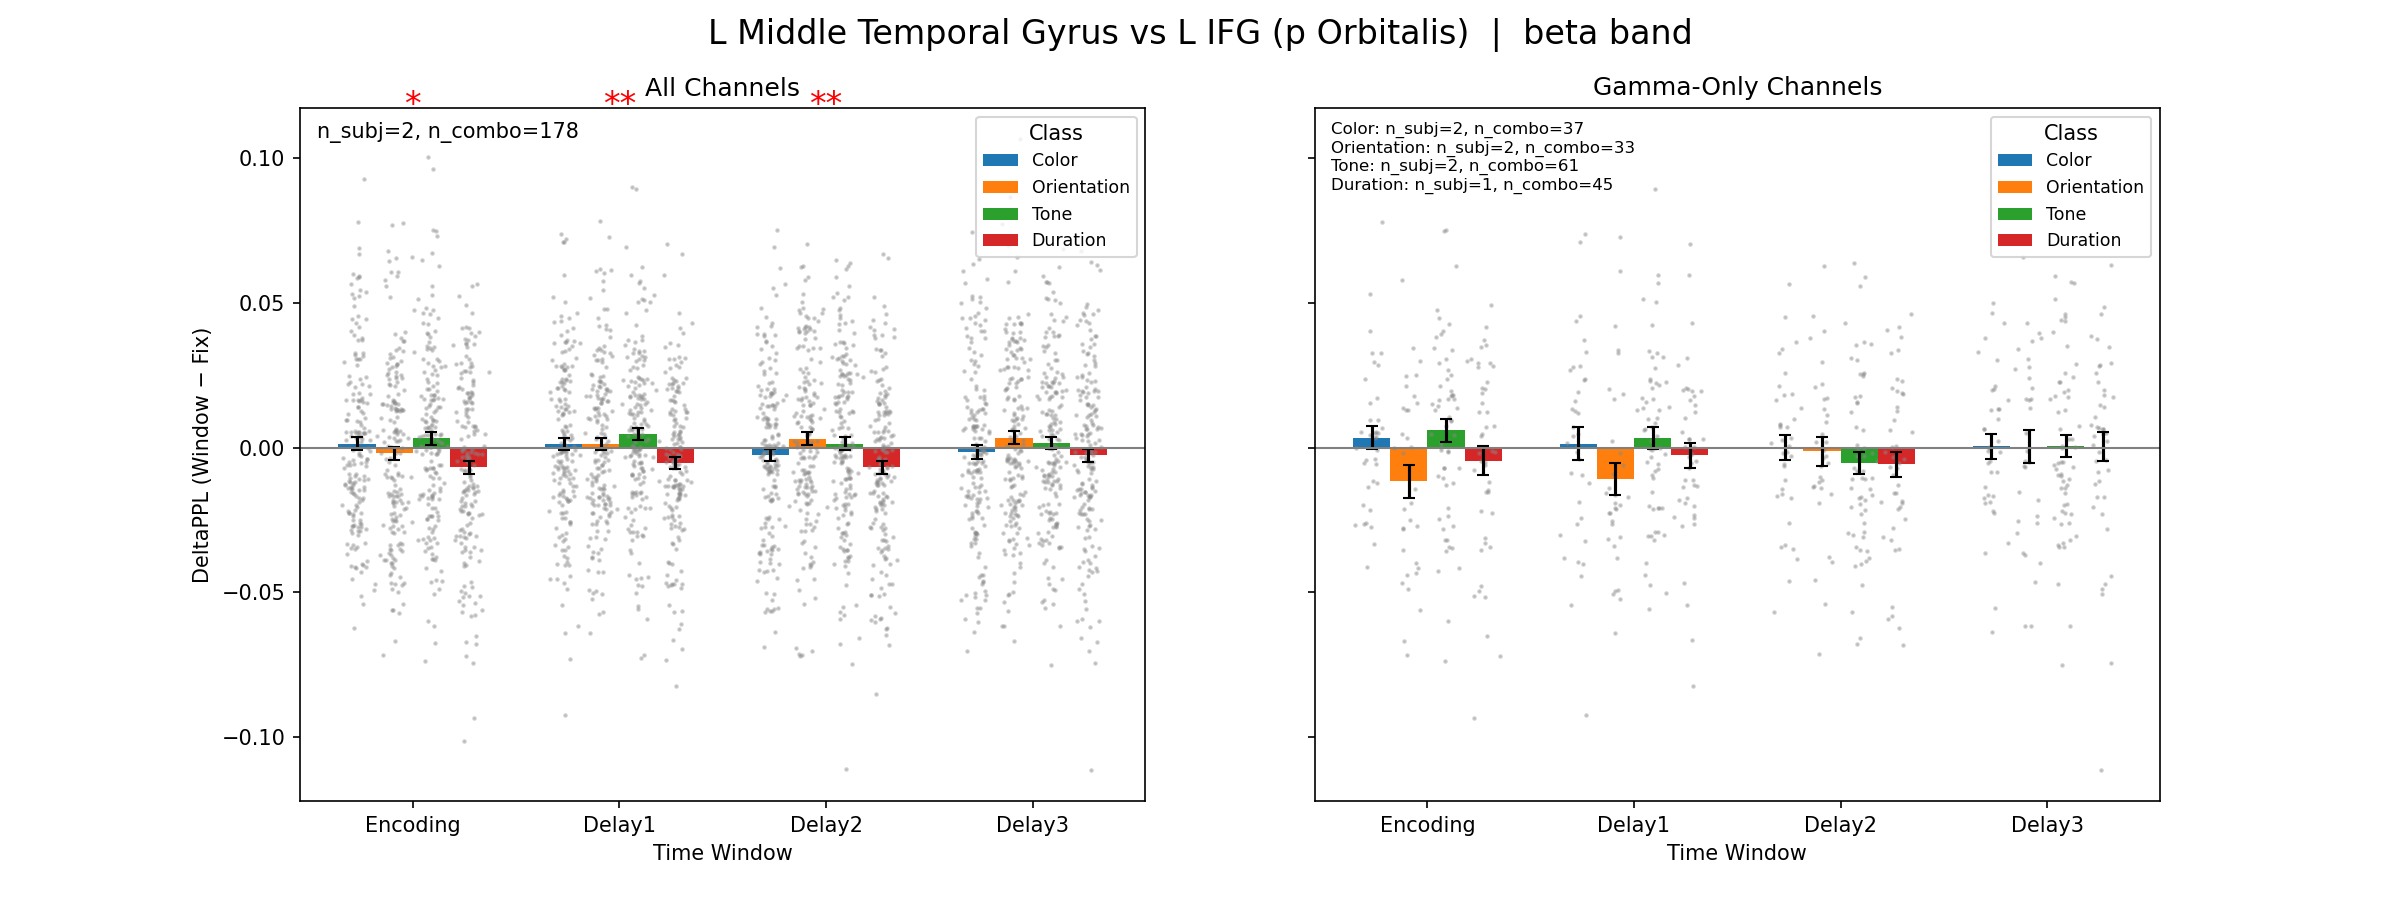 L Middle Temporal Gyrus vs L IFG (p Orbitalis)  |  beta band
All Channels
* ** **
n_subj=2, n_combo=178
Class
Color
Orientation
Tone
Duration
DeltaPPL (Window − Fix)
0.10
0.05
0.00
−0.05
−0.10
Encoding Delay1 Delay2 Delay3
Time Window
Gamma-Only Channels
Color: n_subj=2, n_combo=37
Orientation: n_subj=2, n_combo=33
Tone: n_subj=2, n_combo=61
Duration: n_subj=1, n_combo=45
Class
Color
Orientation
Tone
Duration
Encoding Delay1 Delay2 Delay3
Time Window